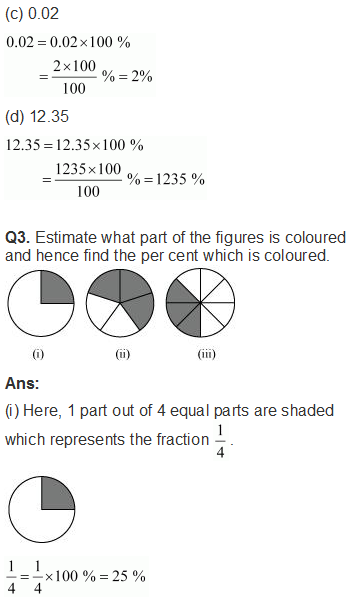 (c) 0.02
0.02 = 0.02×100 %
= 2×100/100 % = 2%
(d) 12.35
12.35 = 12.35×100 %
= 1235×100/100 % = 1235 %
Q3. Estimate what part of the figures is coloured
and hence find the per cent which is coloured.
(i) (ii) (iii)
Ans:
(i) Here, 1 part out of 4 equal parts are shaded
which represents the fraction 1/4 .
1/4 = 1/4 ×100 % = 25 %